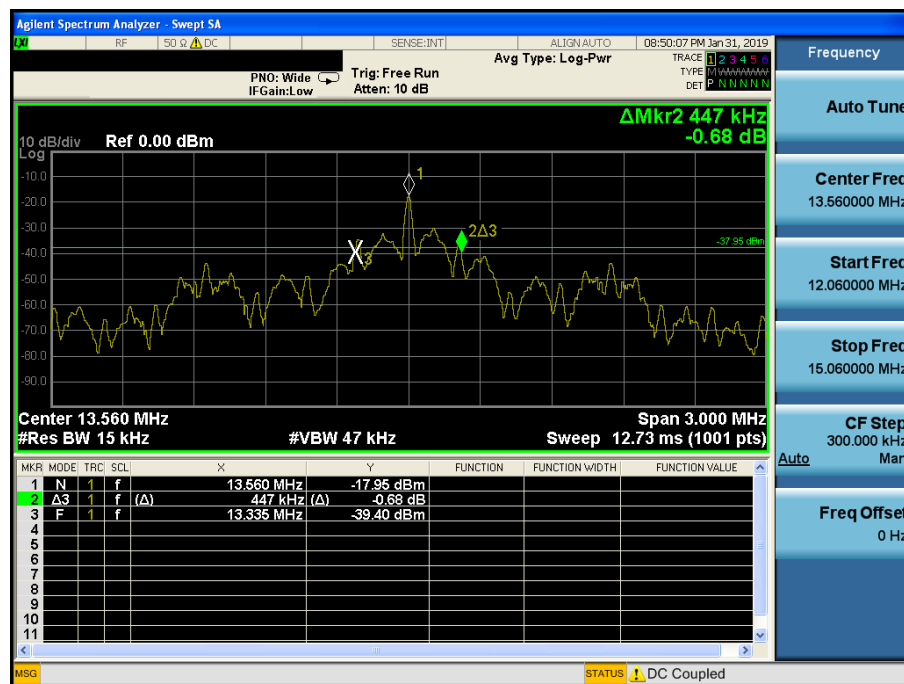 Agilent Spectrum Analyzer - Swept SA
LXI RF 50 Ω DC SENSE:INT ALIGN AUTO 08:50:07 PM Jan 31, 2019
Frequency
Avg Type: Log-Pwr TRACE 1 2 3 4 5 6
PNO: Wide Trig: Free Run TYPE M W W W W W
IFGain:Low Atten: 10 dB DET P N N N N N
Auto Tune
ΔMkr2 447 kHz
-0.68 dB
10 dB/div Ref 0.00 dBm
Log
-10.0
-20.0
-30.0
-40.0
-50.0
-60.0
-70.0
-80.0
-90.0
1
2Δ3
3
-37.95 dBm
Center 13.560 MHz Span 3.000 MHz
#Res BW 15 kHz #VBW 47 kHz Sweep 12.73 ms (1001 pts)
Center Freq
13.560000 MHz
Start Freq
12.060000 MHz
Stop Freq
15.060000 MHz
CF Step
300.000 kHz
Auto Man
Freq Offset
0 Hz
MKR MODE TRC SCL X Y FUNCTION FUNCTION WIDTH FUNCTION VALUE
1 N 1 f 13.560 MHz -17.95 dBm
2 Δ3 1 f (Δ) 447 kHz (Δ) -0.68 dB
3 F 1 f 13.335 MHz -39.40 dBm
4
5
6
7
8
9
10
11
MSG STATUS DC Coupled